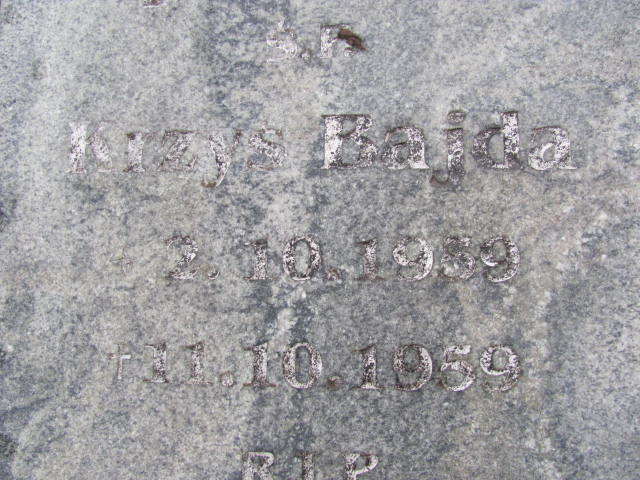 Ś.P.
Krzyś Bajda
* 2.10.1959
† 11.10.1959
R.I.P.